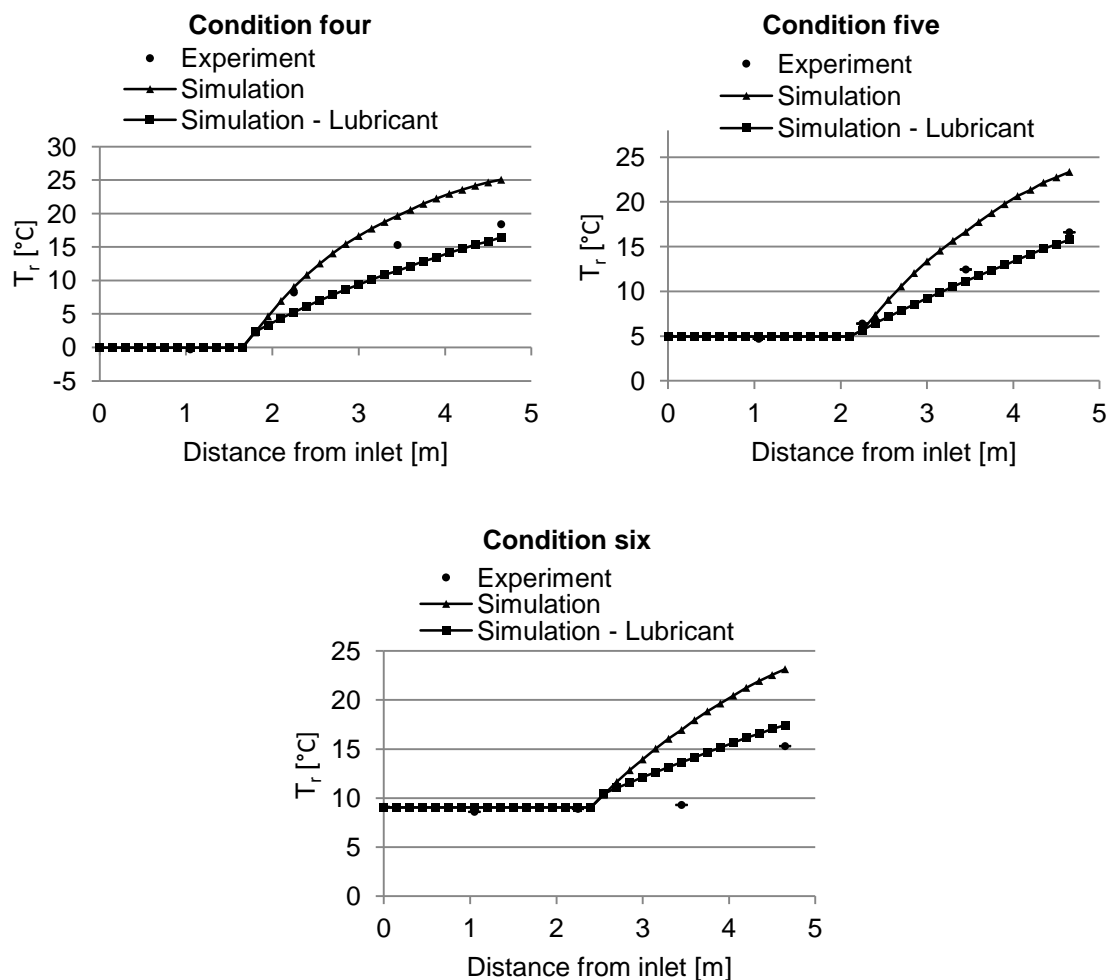 Condition four
Experiment
Simulation
Simulation - Lubricant
30
25
20
15
10
5
0
-5
T_r [°C]
0 1 2 3 4 5
Distance from inlet [m]
Condition five
Experiment
Simulation
Simulation - Lubricant
25
20
15
10
5
0
T_r [°C]
0 1 2 3 4 5
Distance from inlet [m]
Condition six
Experiment
Simulation
Simulation - Lubricant
25
20
15
10
5
0
T_r [°C]
0 1 2 3 4 5
Distance from inlet [m]